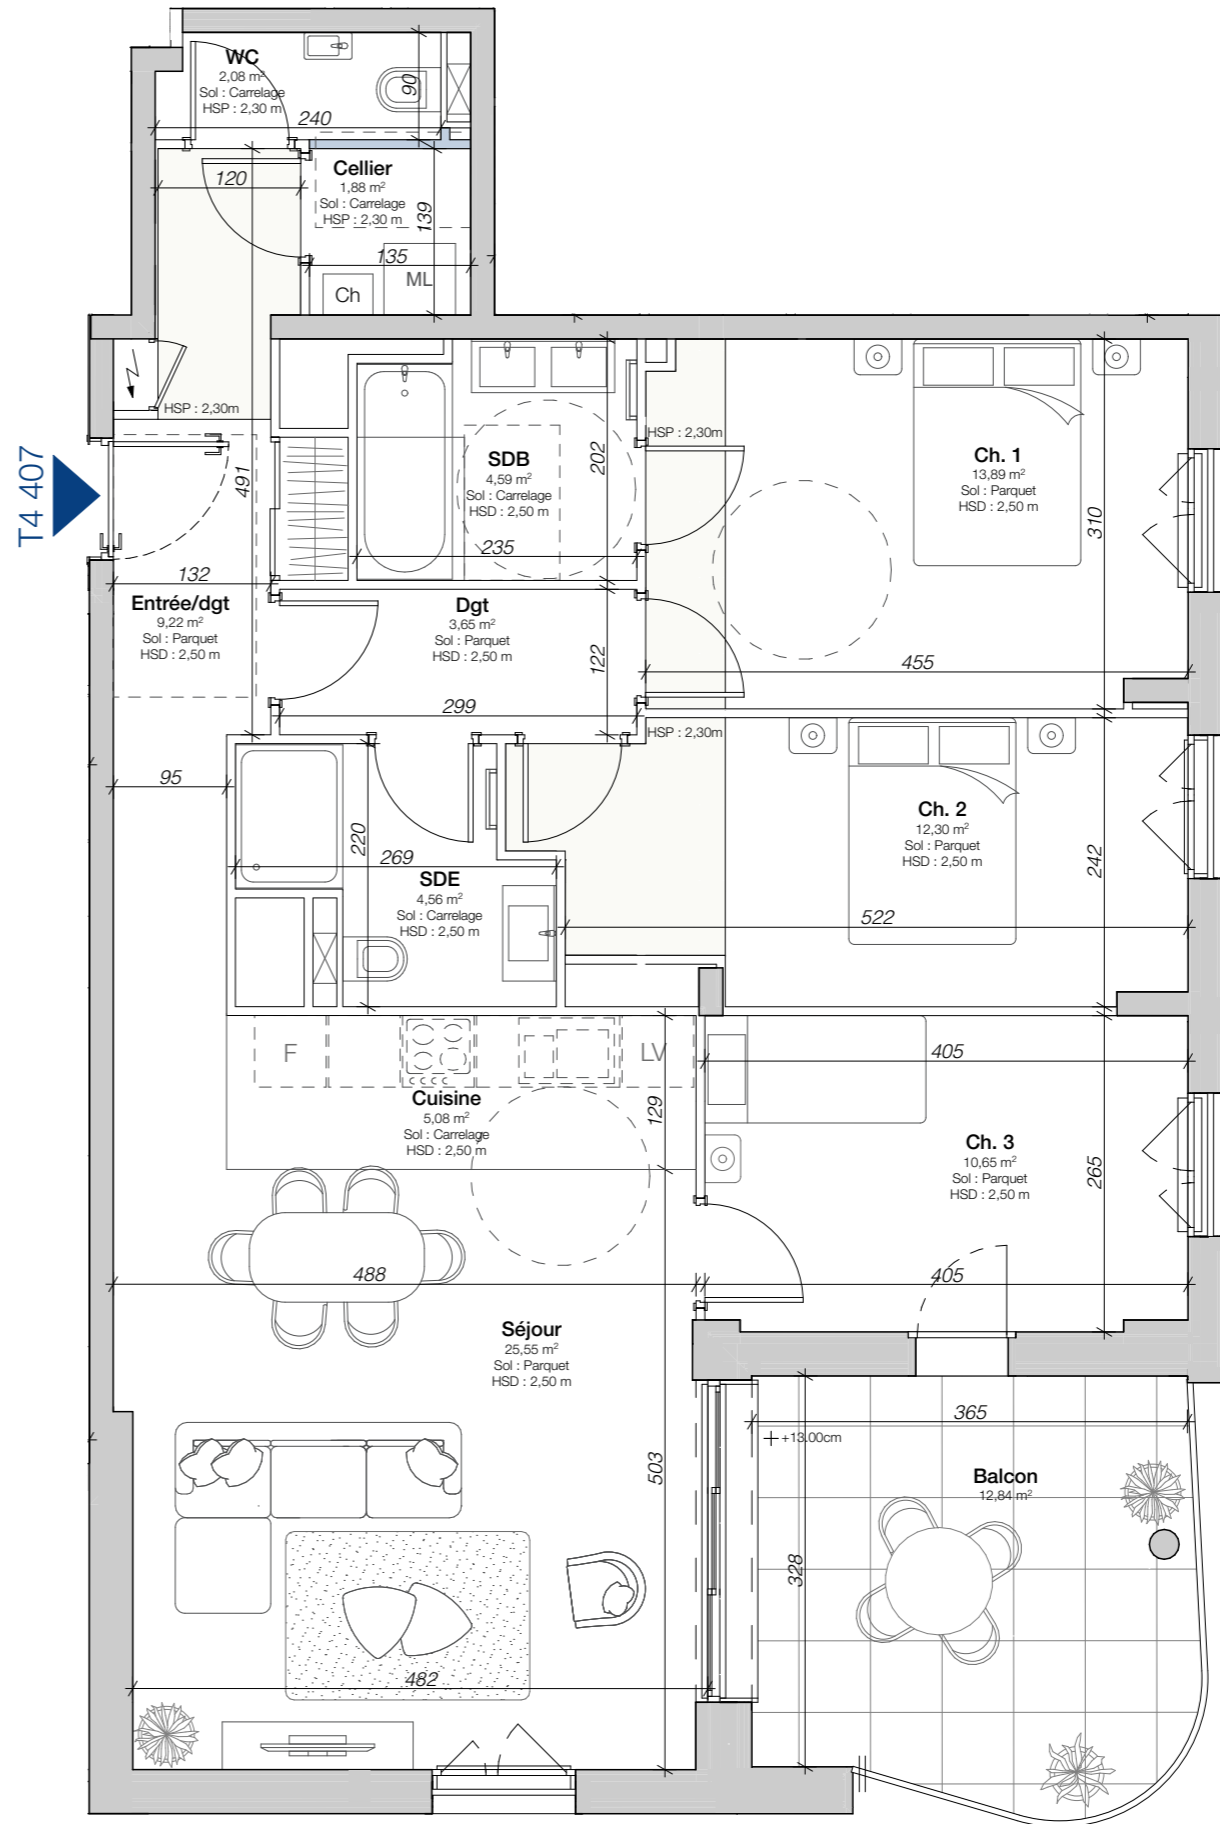 WC
2,08 m²
Sol : Carrelage
HSP : 2,30 m
90
240
Cellier
1,88 m²
Sol : Carrelage
HSP : 2,30 m
120
139
135
ML
Ch
HSP : 2,30m
T4 407
491
132
Entrée/dgt
9,22 m²
Sol : Parquet
HSD : 2,50 m
SDB
4,59 m²
Sol : Carrelage
HSD : 2,50 m
202
235
HSP : 2,30m
Ch. 1
13,89 m²
Sol : Parquet
HSD : 2,50 m
310
455
Dgt
3,65 m²
Sol : Parquet
HSD : 2,50 m
122
299
HSP : 2,30m
95
220
269
SDE
4,56 m²
Sol : Carrelage
HSD : 2,50 m
Ch. 2
12,30 m²
Sol : Parquet
HSD : 2,50 m
242
522
F
LV
Cuisine
5,08 m²
Sol : Carrelage
HSD : 2,50 m
129
405
Ch. 3
10,65 m²
Sol : Parquet
HSD : 2,50 m
265
488
405
Séjour
25,55 m²
Sol : Parquet
HSD : 2,50 m
503
482
365
+13.00cm
Balcon
12,84 m²
328